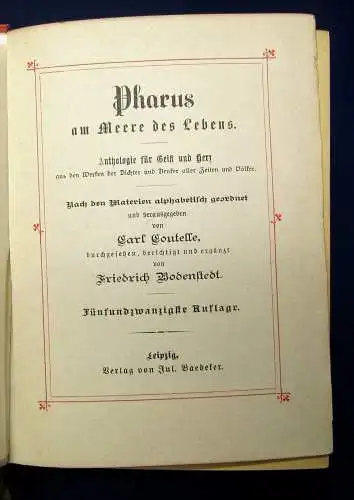 Pharus
am Meere des Lebens.
Anthologie für Geist und Herz
aus den Werken der Dichter und Denker aller Zeiten und Völker.
Nach den Materien alphabetisch geordnet
und herausgegeben
von
Carl Coutelle,
durchgesehen, berichtigt und ergänzt
von
Friedrich Bodenstedt.
Fünfundzwanzigste Auflage.
Leipzig,
Verlag von Jul. Baedeker.